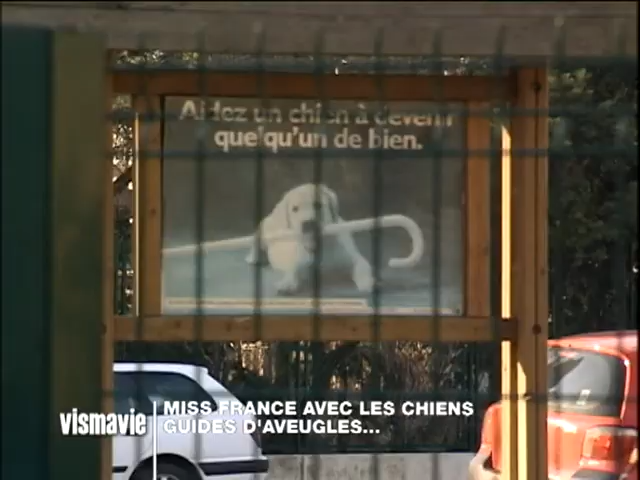 Aidez un chien à devenir
quelqu'un de bien.
vismavie
MISS FRANCE AVEC LES CHIENS
GUIDES D'AVEUGLES...